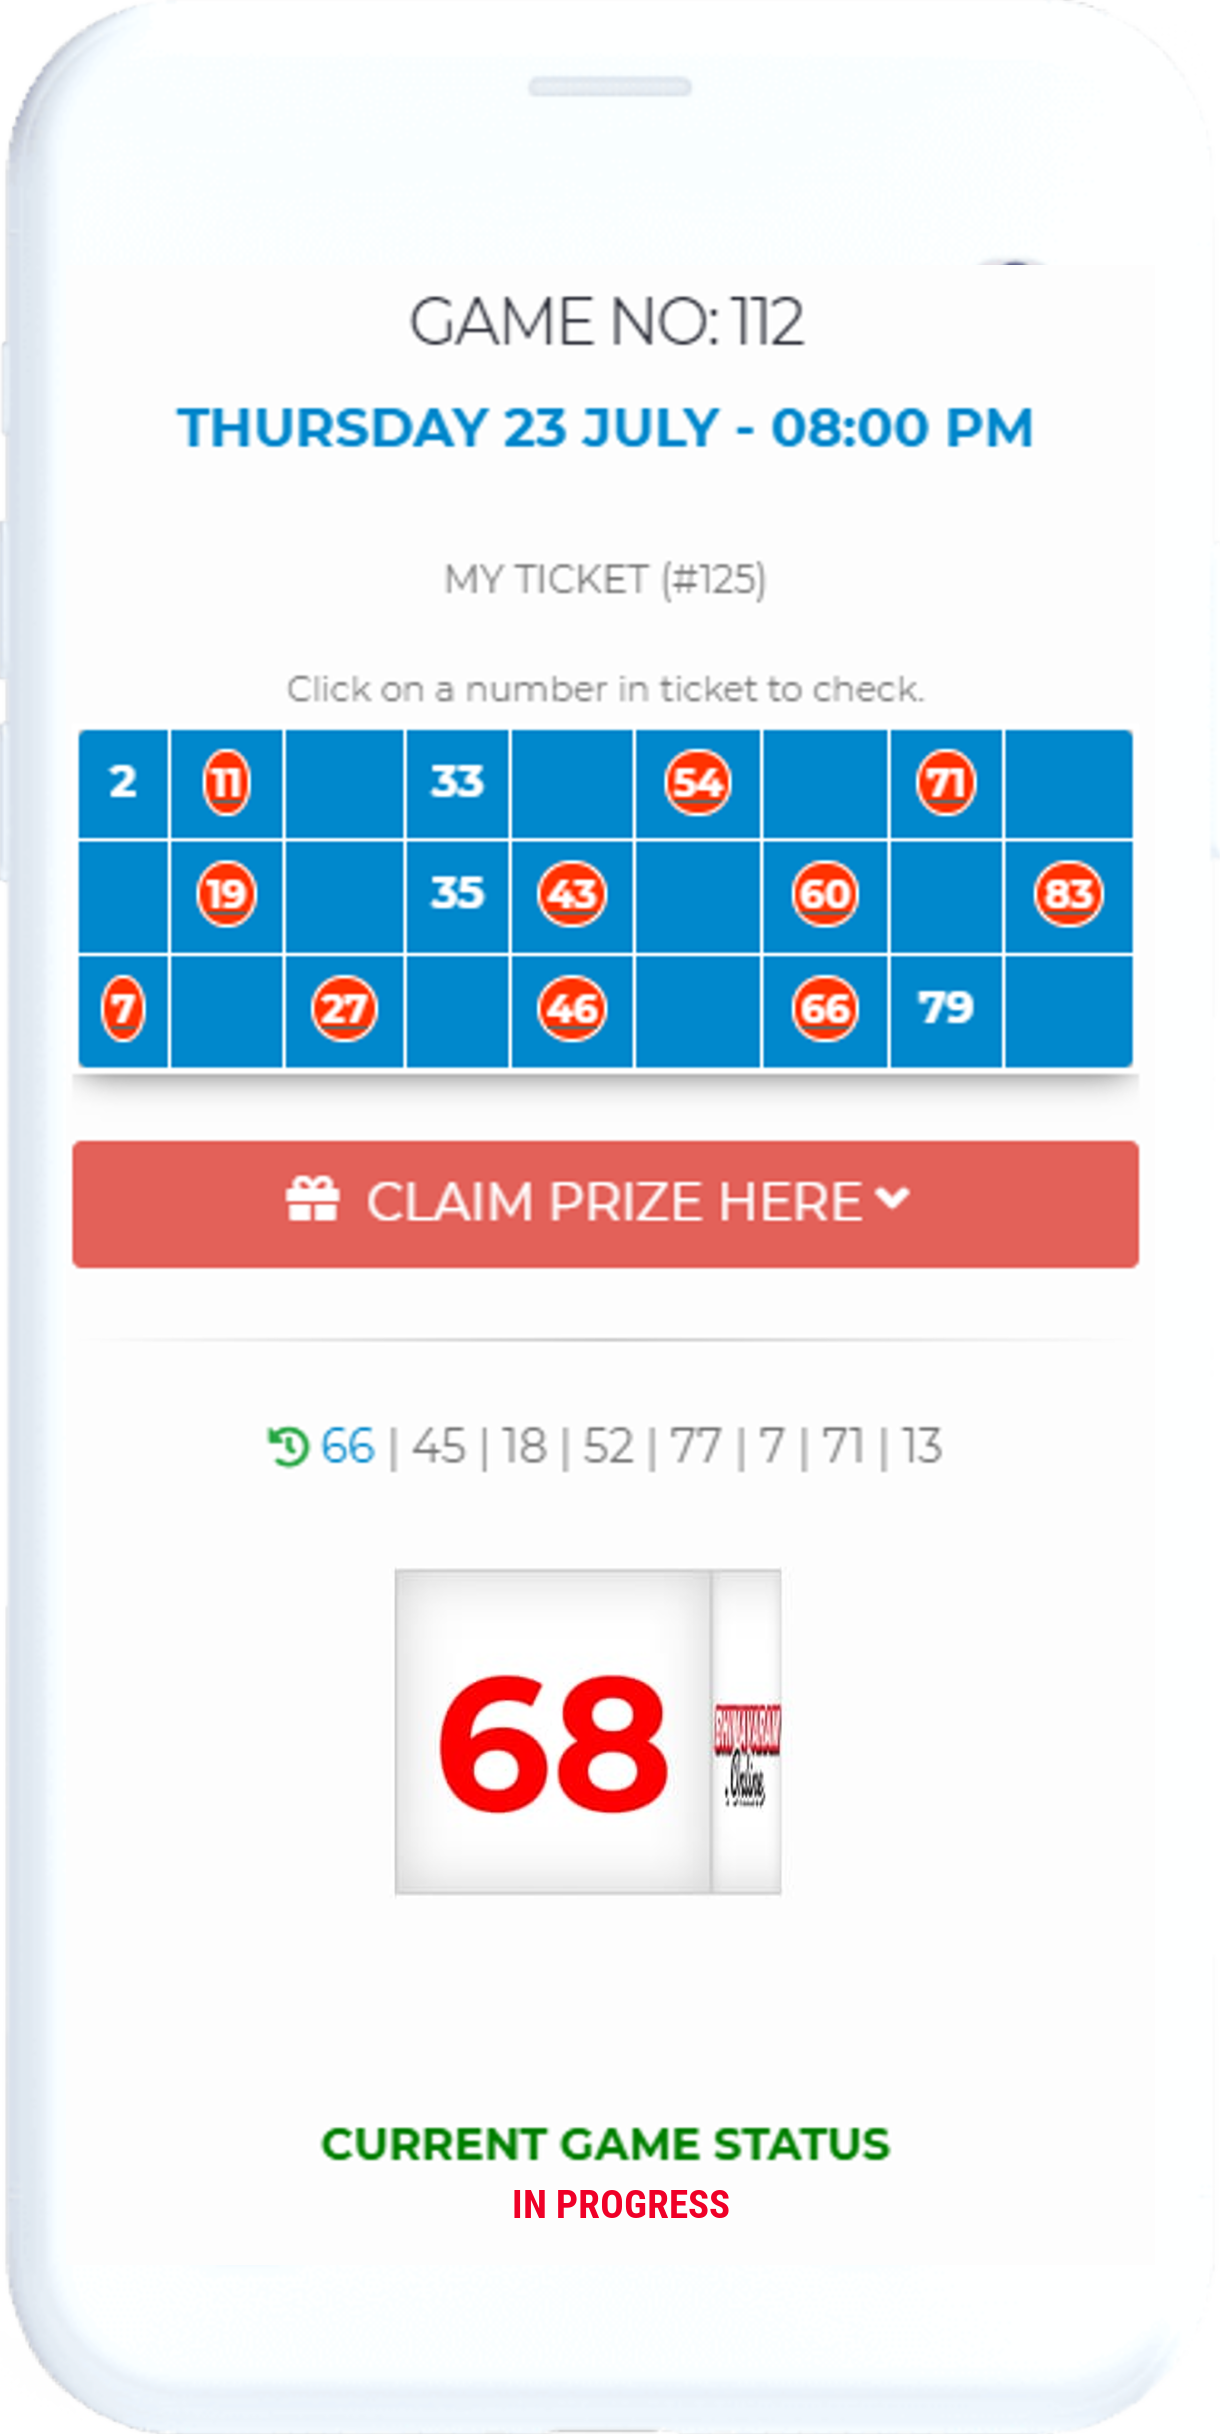 GAME NO: 112
THURSDAY 23 JULY - 08:00 PM
MY TICKET (#125)
Click on a number in ticket to check.
2 11 33 54 71
19 35 43 60 83
7 27 46 66 79
CLAIM PRIZE HERE
66 | 45 | 18 | 52 | 77 | 7 | 71 | 13
68
BHIMAVARAM
Online
CURRENT GAME STATUS
IN PROGRESS